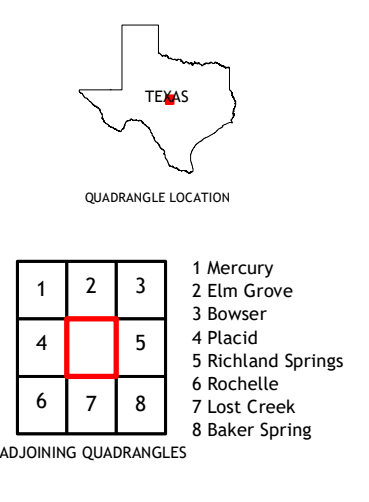 TEXAS
QUADRANGLE LOCATION
1 2 3
4 5
6 7 8
1 Mercury
2 Elm Grove
3 Bowser
4 Placid
5 Richland Springs
6 Rochelle
7 Lost Creek
8 Baker Spring
ADJOINING QUADRANGLES